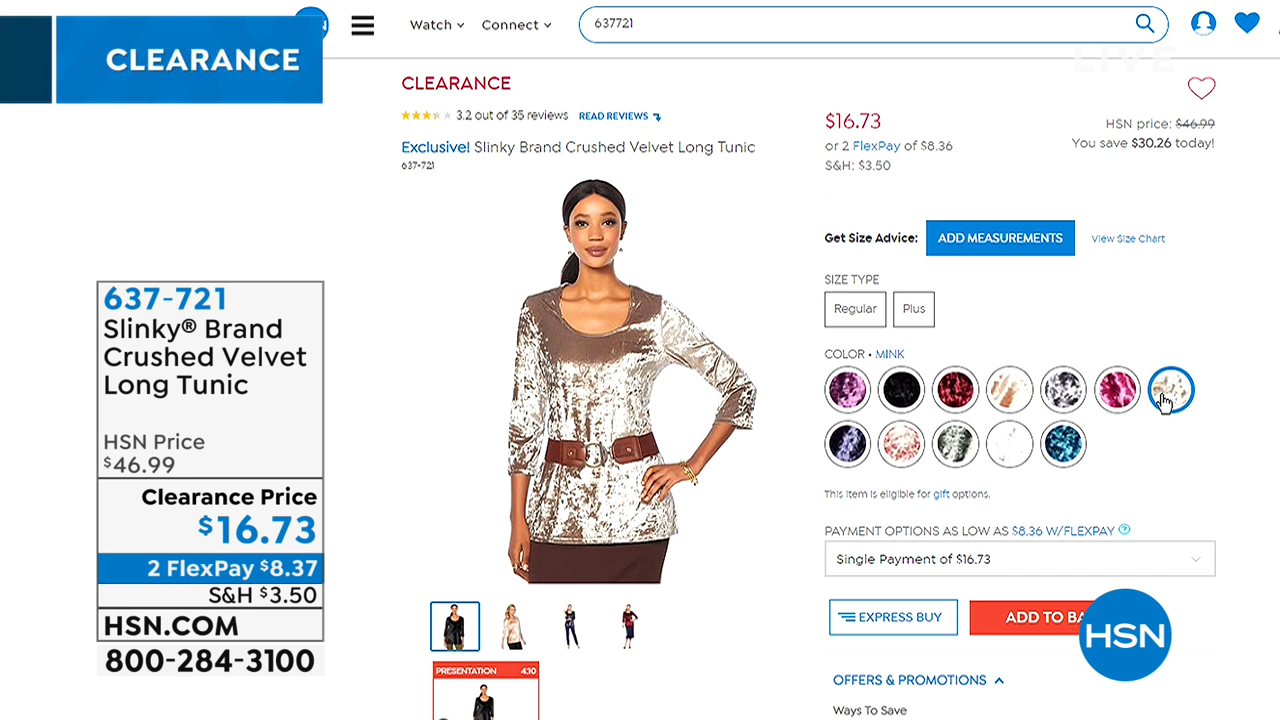 CLEARANCE
Watch
Connect
637721
LIVE
CLEARANCE
3.2 out of 35 reviews
READ REVIEWS
Exclusive! Slinky Brand Crushed Velvet Long Tunic
637-721
$16.73
or 2 FlexPay of $8.36
S&H: $3.50
HSN price: $46.99
You save $30.26 today!
Get Size Advice:
ADD MEASUREMENTS
View Size Chart
SIZE TYPE
Regular
Plus
COLOR • MINK
This item is eligible for gift options.
PAYMENT OPTIONS AS LOW AS $8.36 W/FLEXPAY ?
Single Payment of $16.73
EXPRESS BUY
ADD TO BA
HSN
OFFERS & PROMOTIONS
Ways To Save
PRESENTATION 4:10
637-721
Slinky® Brand
Crushed Velvet
Long Tunic
HSN Price
$46.99
Clearance Price
$16.73
2 FlexPay $8.37
S&H $3.50
HSN.COM
800-284-3100